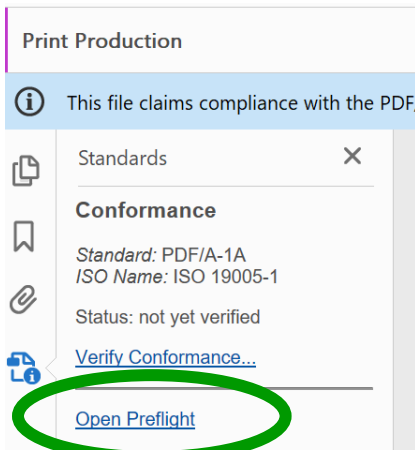 Print Production
This file claims compliance with the PDF/
Standards
Conformance
Standard: PDF/A-1A
ISO Name: ISO 19005-1
Status: not yet verified
Verify Conformance...
Open Preflight